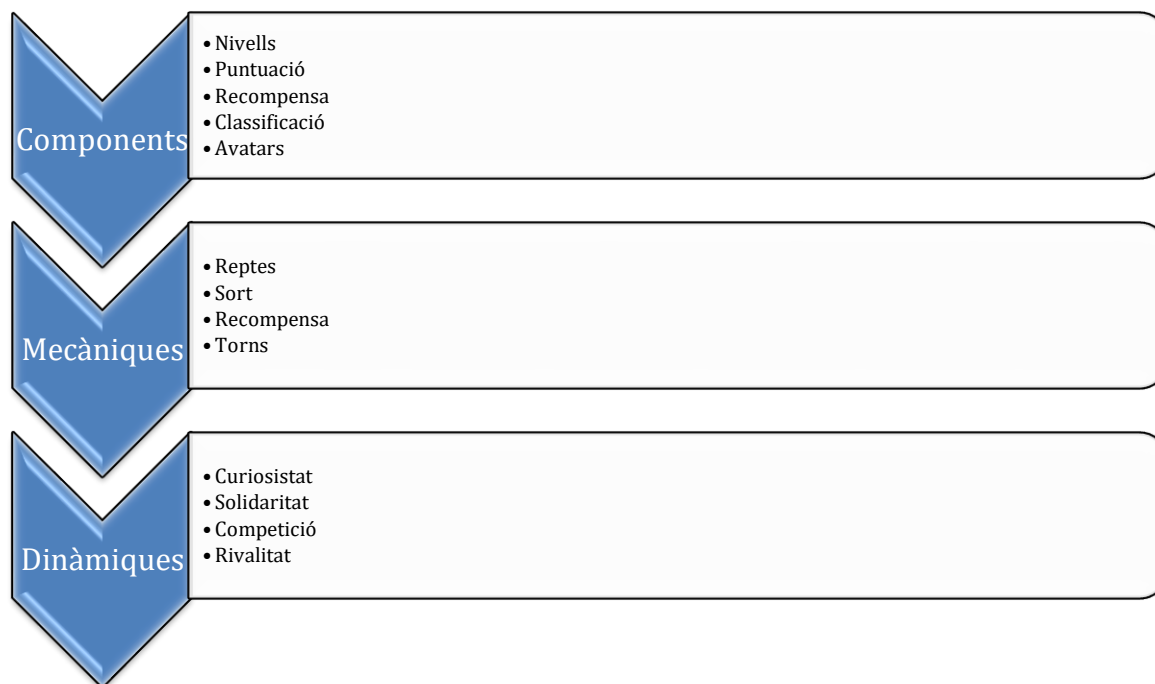 Components
• Nivells
• Puntuació
• Recompensa
• Classificació
• Avatars
Mecàniques
• Reptes
• Sort
• Recompensa
• Torns
Dinàmiques
• Curiosistat
• Solidaritat
• Competició
• Rivalitat